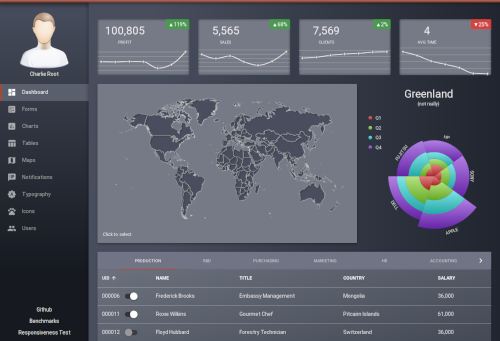 100,805
▲119%
PROFIT
5,565
▲68%
SALES
7,569
▲2%
CLIENTS
4
▼25%
AVG. TIME
Charlie Root
Dashboard
Forms
Charts
Tables
Maps
Notifications
Typography
Icons
Users
Github
Benchmarks
Responsiveness Test
Click to select
Greenland
(not really)
Q1
Q2
Q3
Q4
SONY
APPLE
DELL
PRODUCTION
R&D
PURCHASING
MARKETING
HR
ACCOUNTING
UID ↑ NAME TITLE COUNTRY SALARY
000006 Frederick Brooks Embassy Management Mongolia 36,000
000011 Rosie Wilkins Gourmet Chef Pitcairn Islands 61,000
000012 Floyd Hubbard Forestry Technician Switzerland 36,000